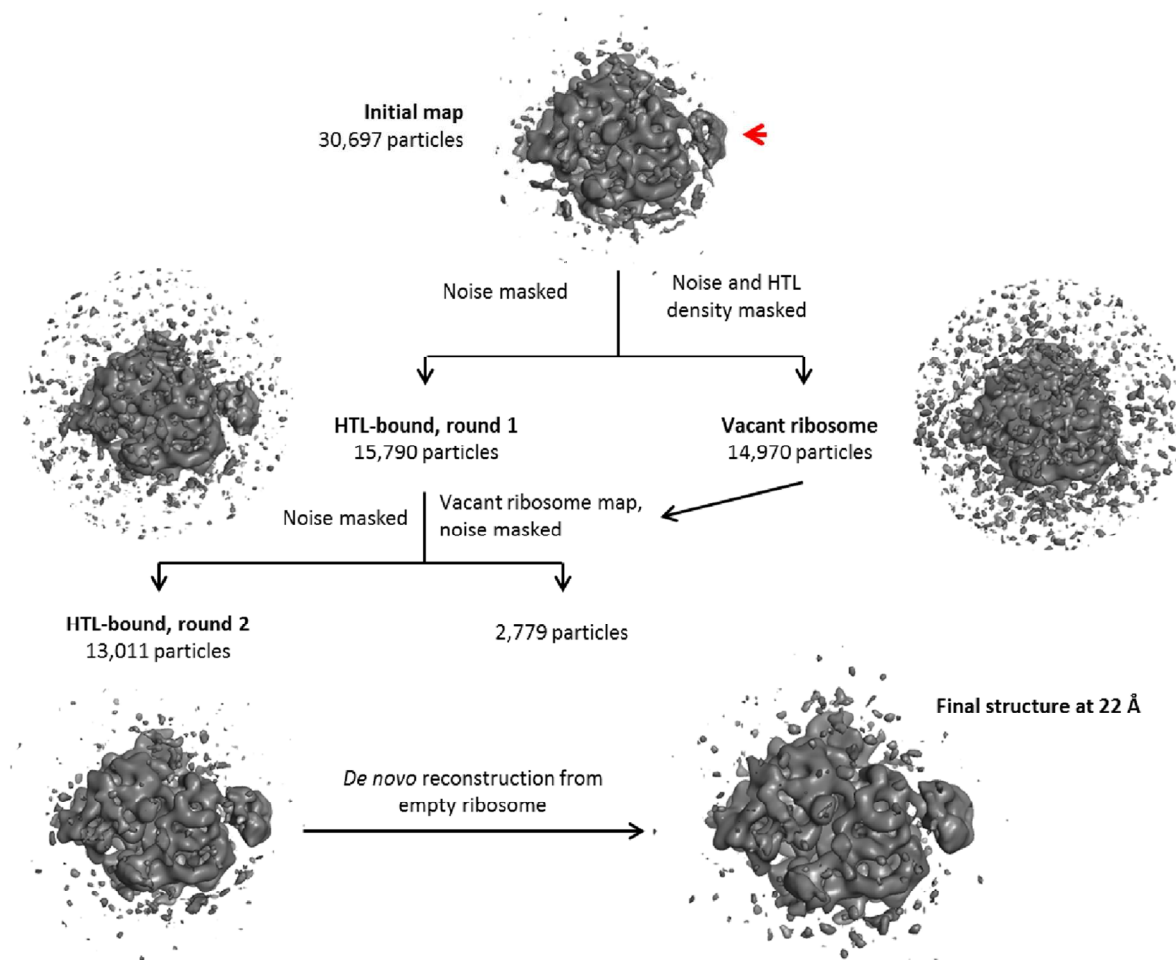 Initial map
30,697 particles
Noise masked
Noise and HTL
density masked
HTL-bound, round 1
15,790 particles
Vacant ribosome
14,970 particles
Noise masked
Vacant ribosome map,
noise masked
HTL-bound, round 2
13,011 particles
2,779 particles
Final structure at 22 Å
De novo reconstruction from
empty ribosome